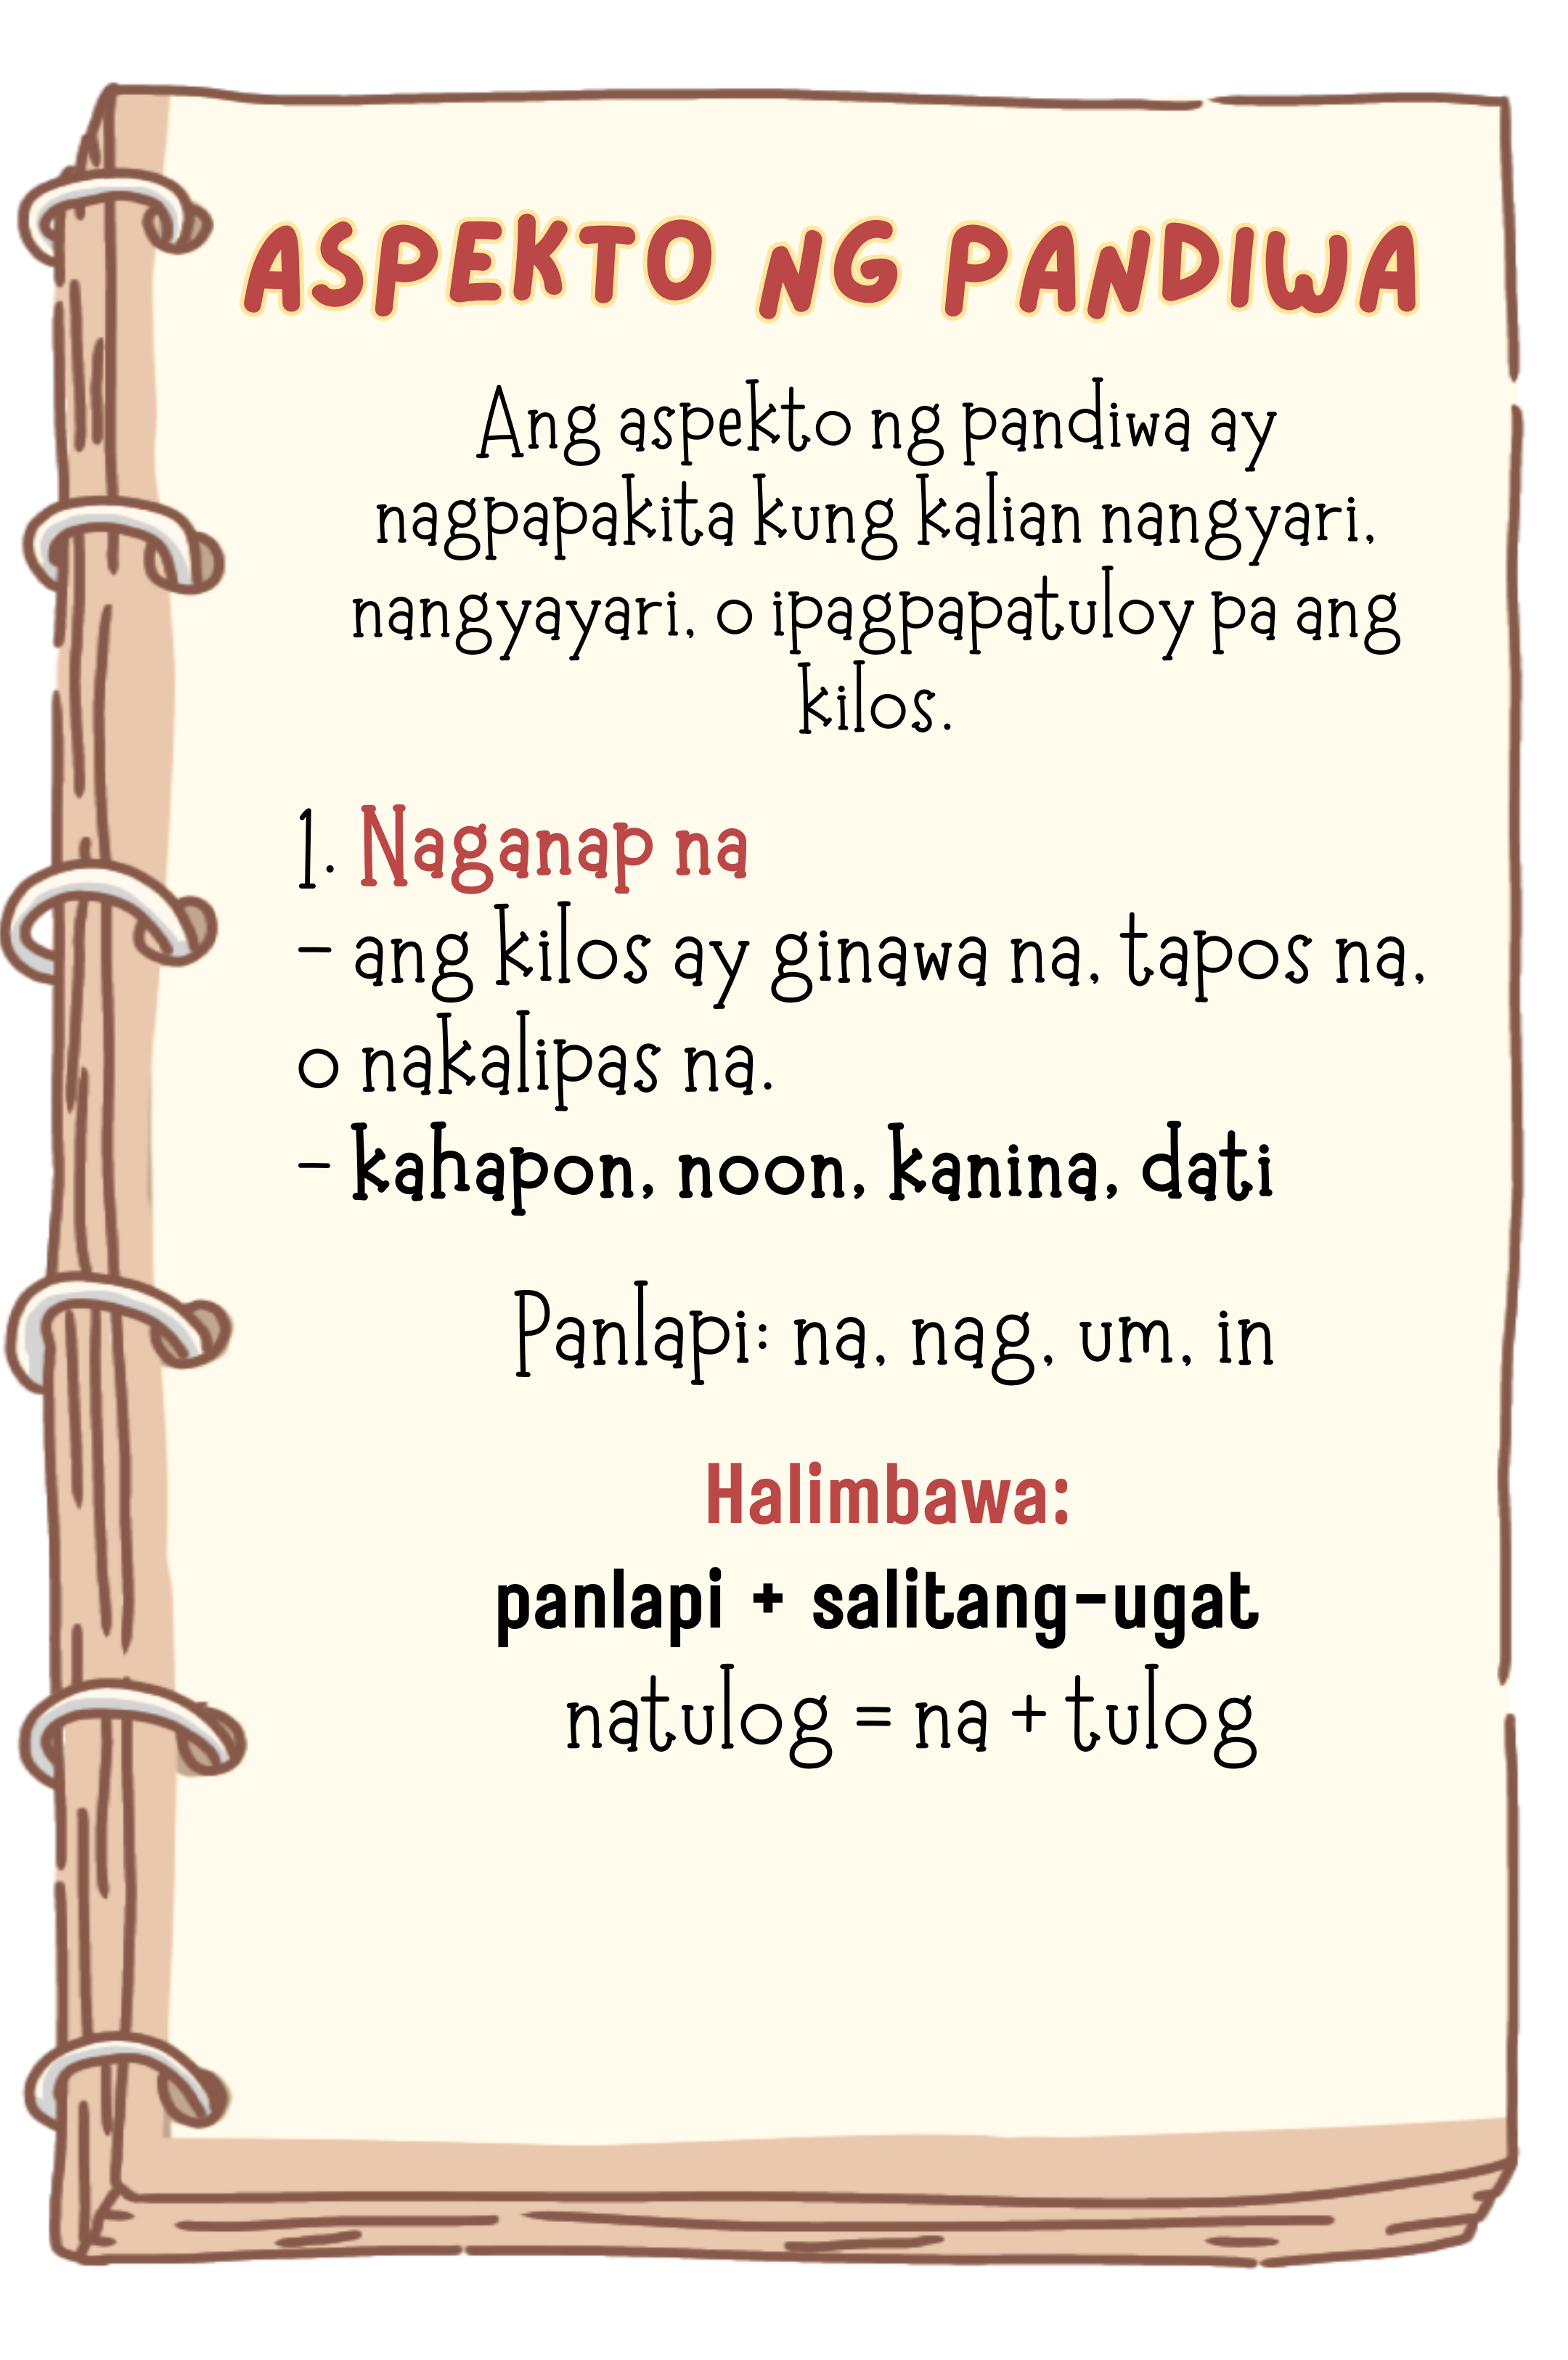 ASPEKTO NG PANDIWA
Ang aspekto ng pandiwa ay
nagpapakita kung kalian nangyari,
nangyayari, o ipagpapatuloy pa ang
kilos.
1. Naganap na
- ang kilos ay ginawa na, tapos na,
o nakalipas na.
- kahapon, noon, kanina, dati
Panlapi: na, nag, um, in
Halimbawa:
panlapi + salitang-ugat
natulog = na + tulog